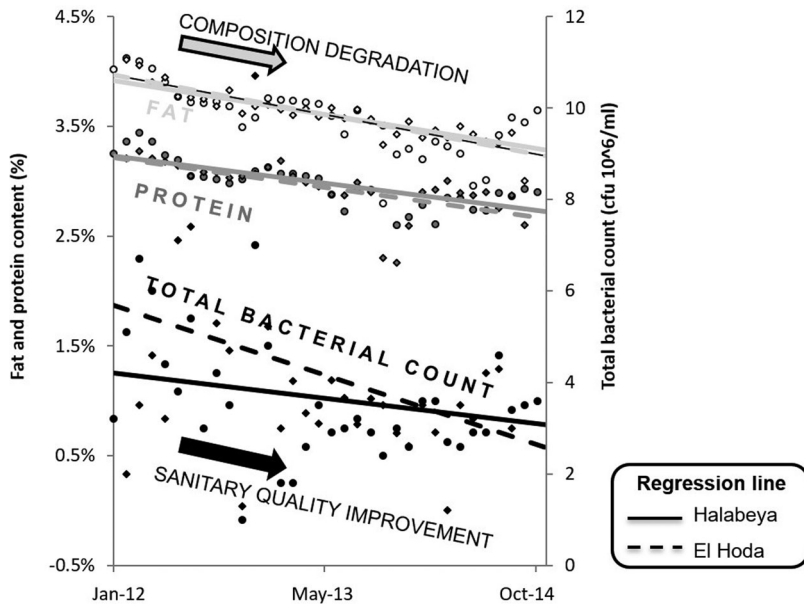 4.5%
3.5%
2.5%
1.5%
0.5%
-0.5%
Fat and protein content (%)
12
10
8
6
4
2
0
Total bacterial count (cfu 10^6/ml)
COMPOSITION DEGRADATION
FAT
PROTEIN
TOTAL BACTERIAL COUNT
SANITARY QUALITY IMPROVEMENT
Jan-12
May-13
Oct-14
Regression line
Halabeya
El Hoda